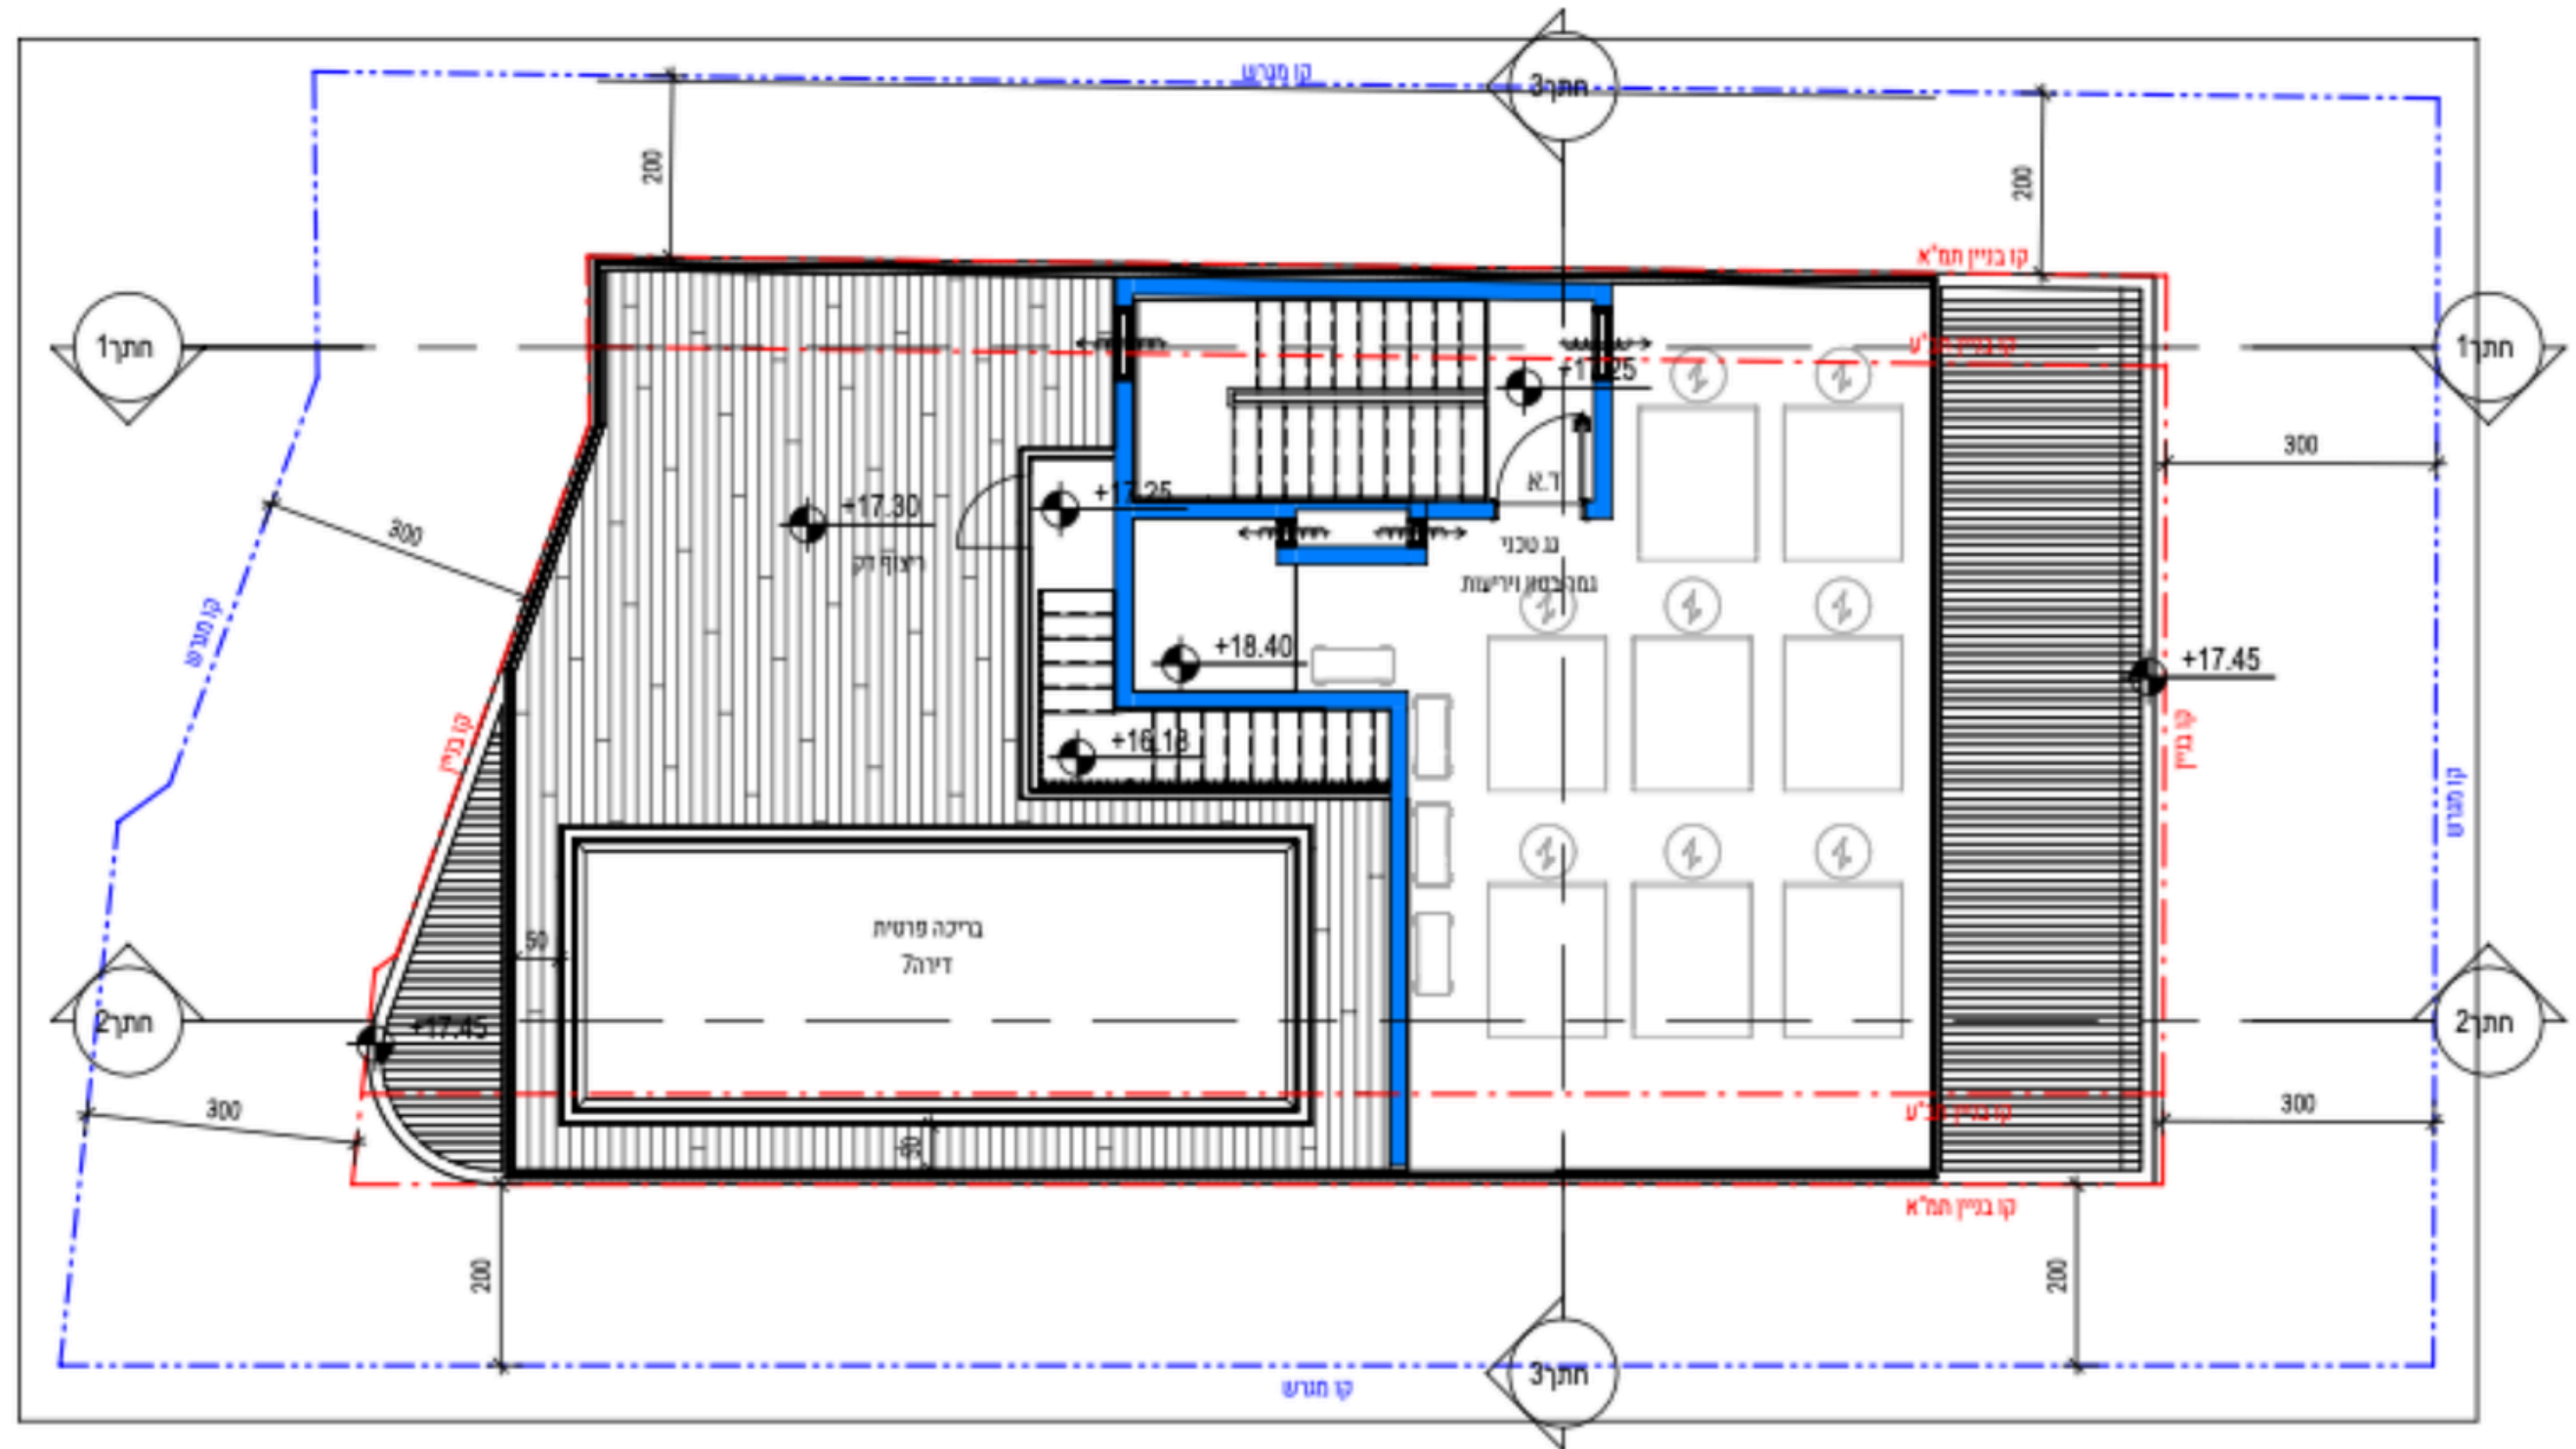 קו מגרש
חתך3
200
200
קו בניין תמ"א
חתך1
קו בניין תב"ע
חתך1
+17.25
300
ד.א
+17.25
+17.30
300
גג טכני
ריצוף דק
גמר בטון ויריעות
קו מגרש
+18.40
+17.45
קו בניין
קו בניין
+16.18
קו מגרש
בריכה פרטית
50
דירה7
חתך2
+17.45
חתך2
300
300
קו בניין תב"ע
קו בניין תמ"א
200
200
חתך3
קו מגרש